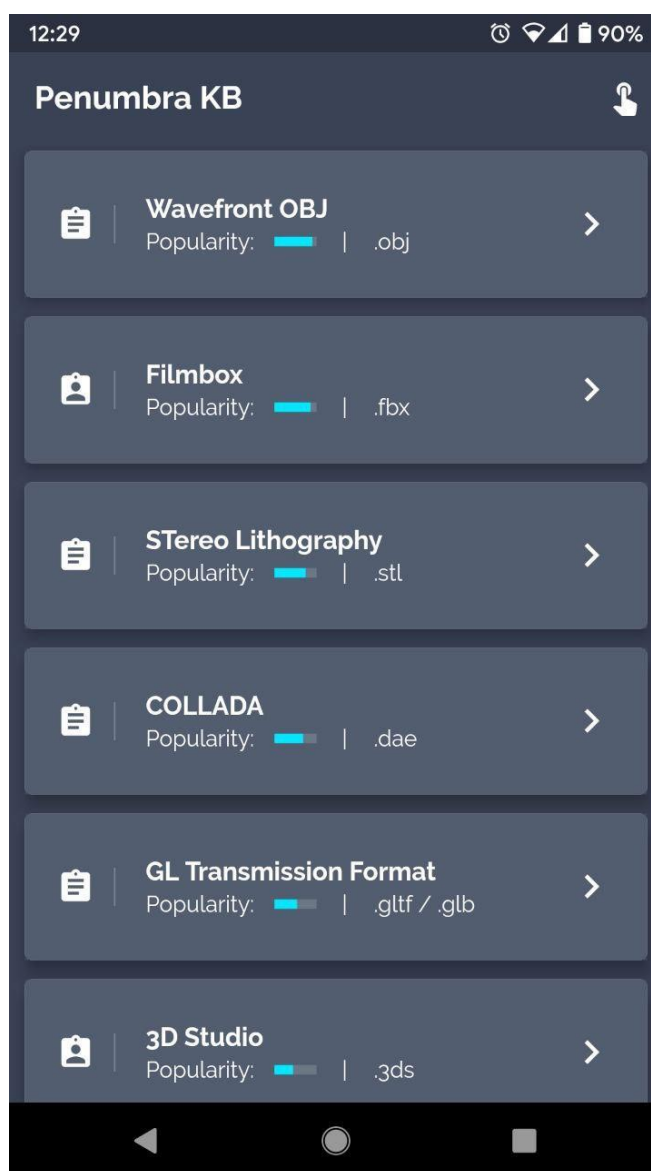 12:29
90%
Penumbra KB
Wavefront OBJ
Popularity: | .obj
Filmbox
Popularity: | .fbx
STereo Lithography
Popularity: | .stl
COLLADA
Popularity: | .dae
GL Transmission Format
Popularity: | .gltf / .glb
3D Studio
Popularity: | .3ds